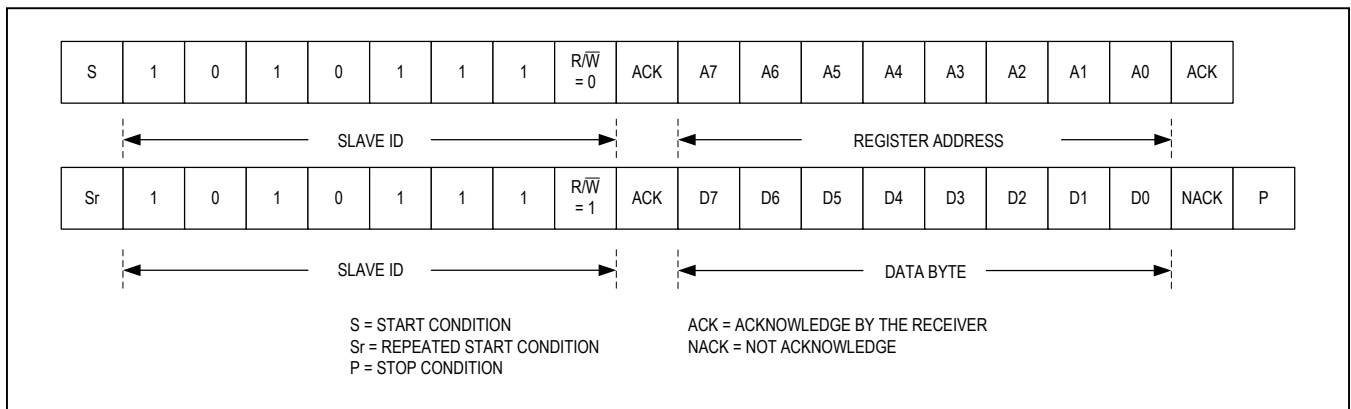 S 1 0 1 0 1 1 1 R/W̅ = 0 ACK A7 A6 A5 A4 A3 A2 A1 A0 ACK
SLAVE ID REGISTER ADDRESS
Sr 1 0 1 0 1 1 1 R/W̅ = 1 ACK D7 D6 D5 D4 D3 D2 D1 D0 NACK P
SLAVE ID DATA BYTE
S = START CONDITION ACK = ACKNOWLEDGE BY THE RECEIVER
Sr = REPEATED START CONDITION NACK = NOT ACKNOWLEDGE
P = STOP CONDITION